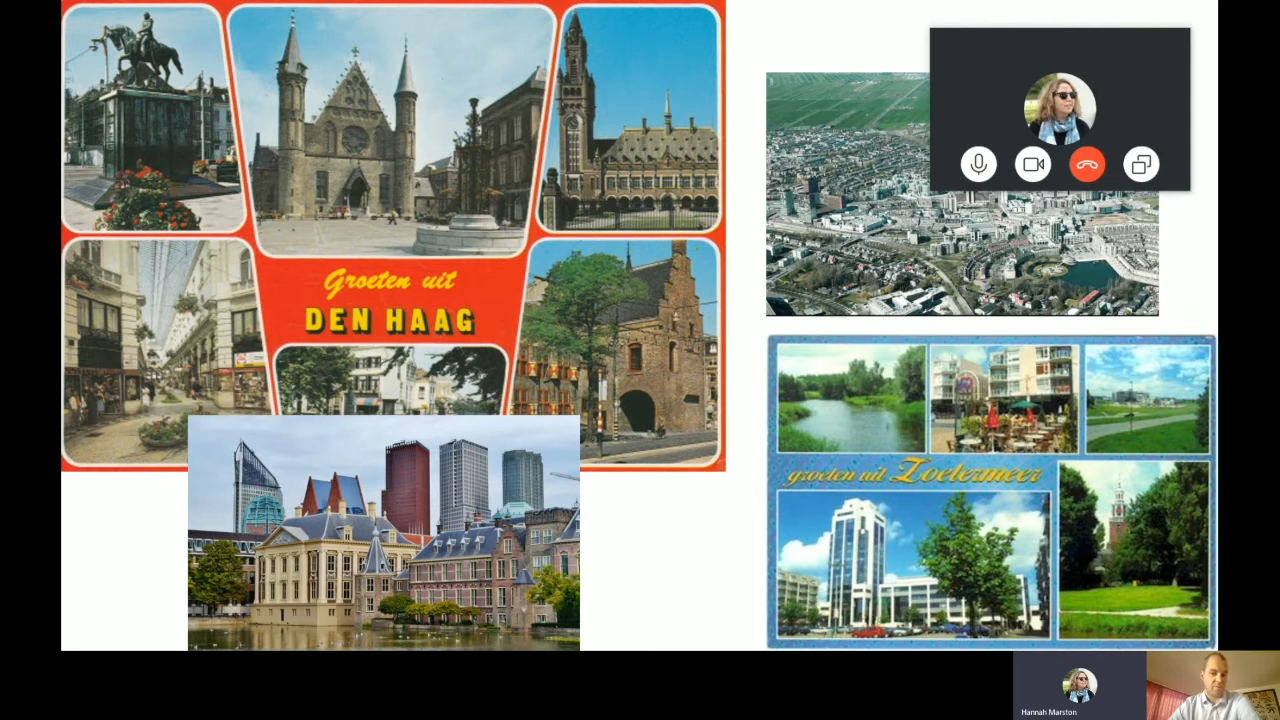 Groeten uit
DEN HAAG
groeten uit Zoetermeer
Hannah Marston